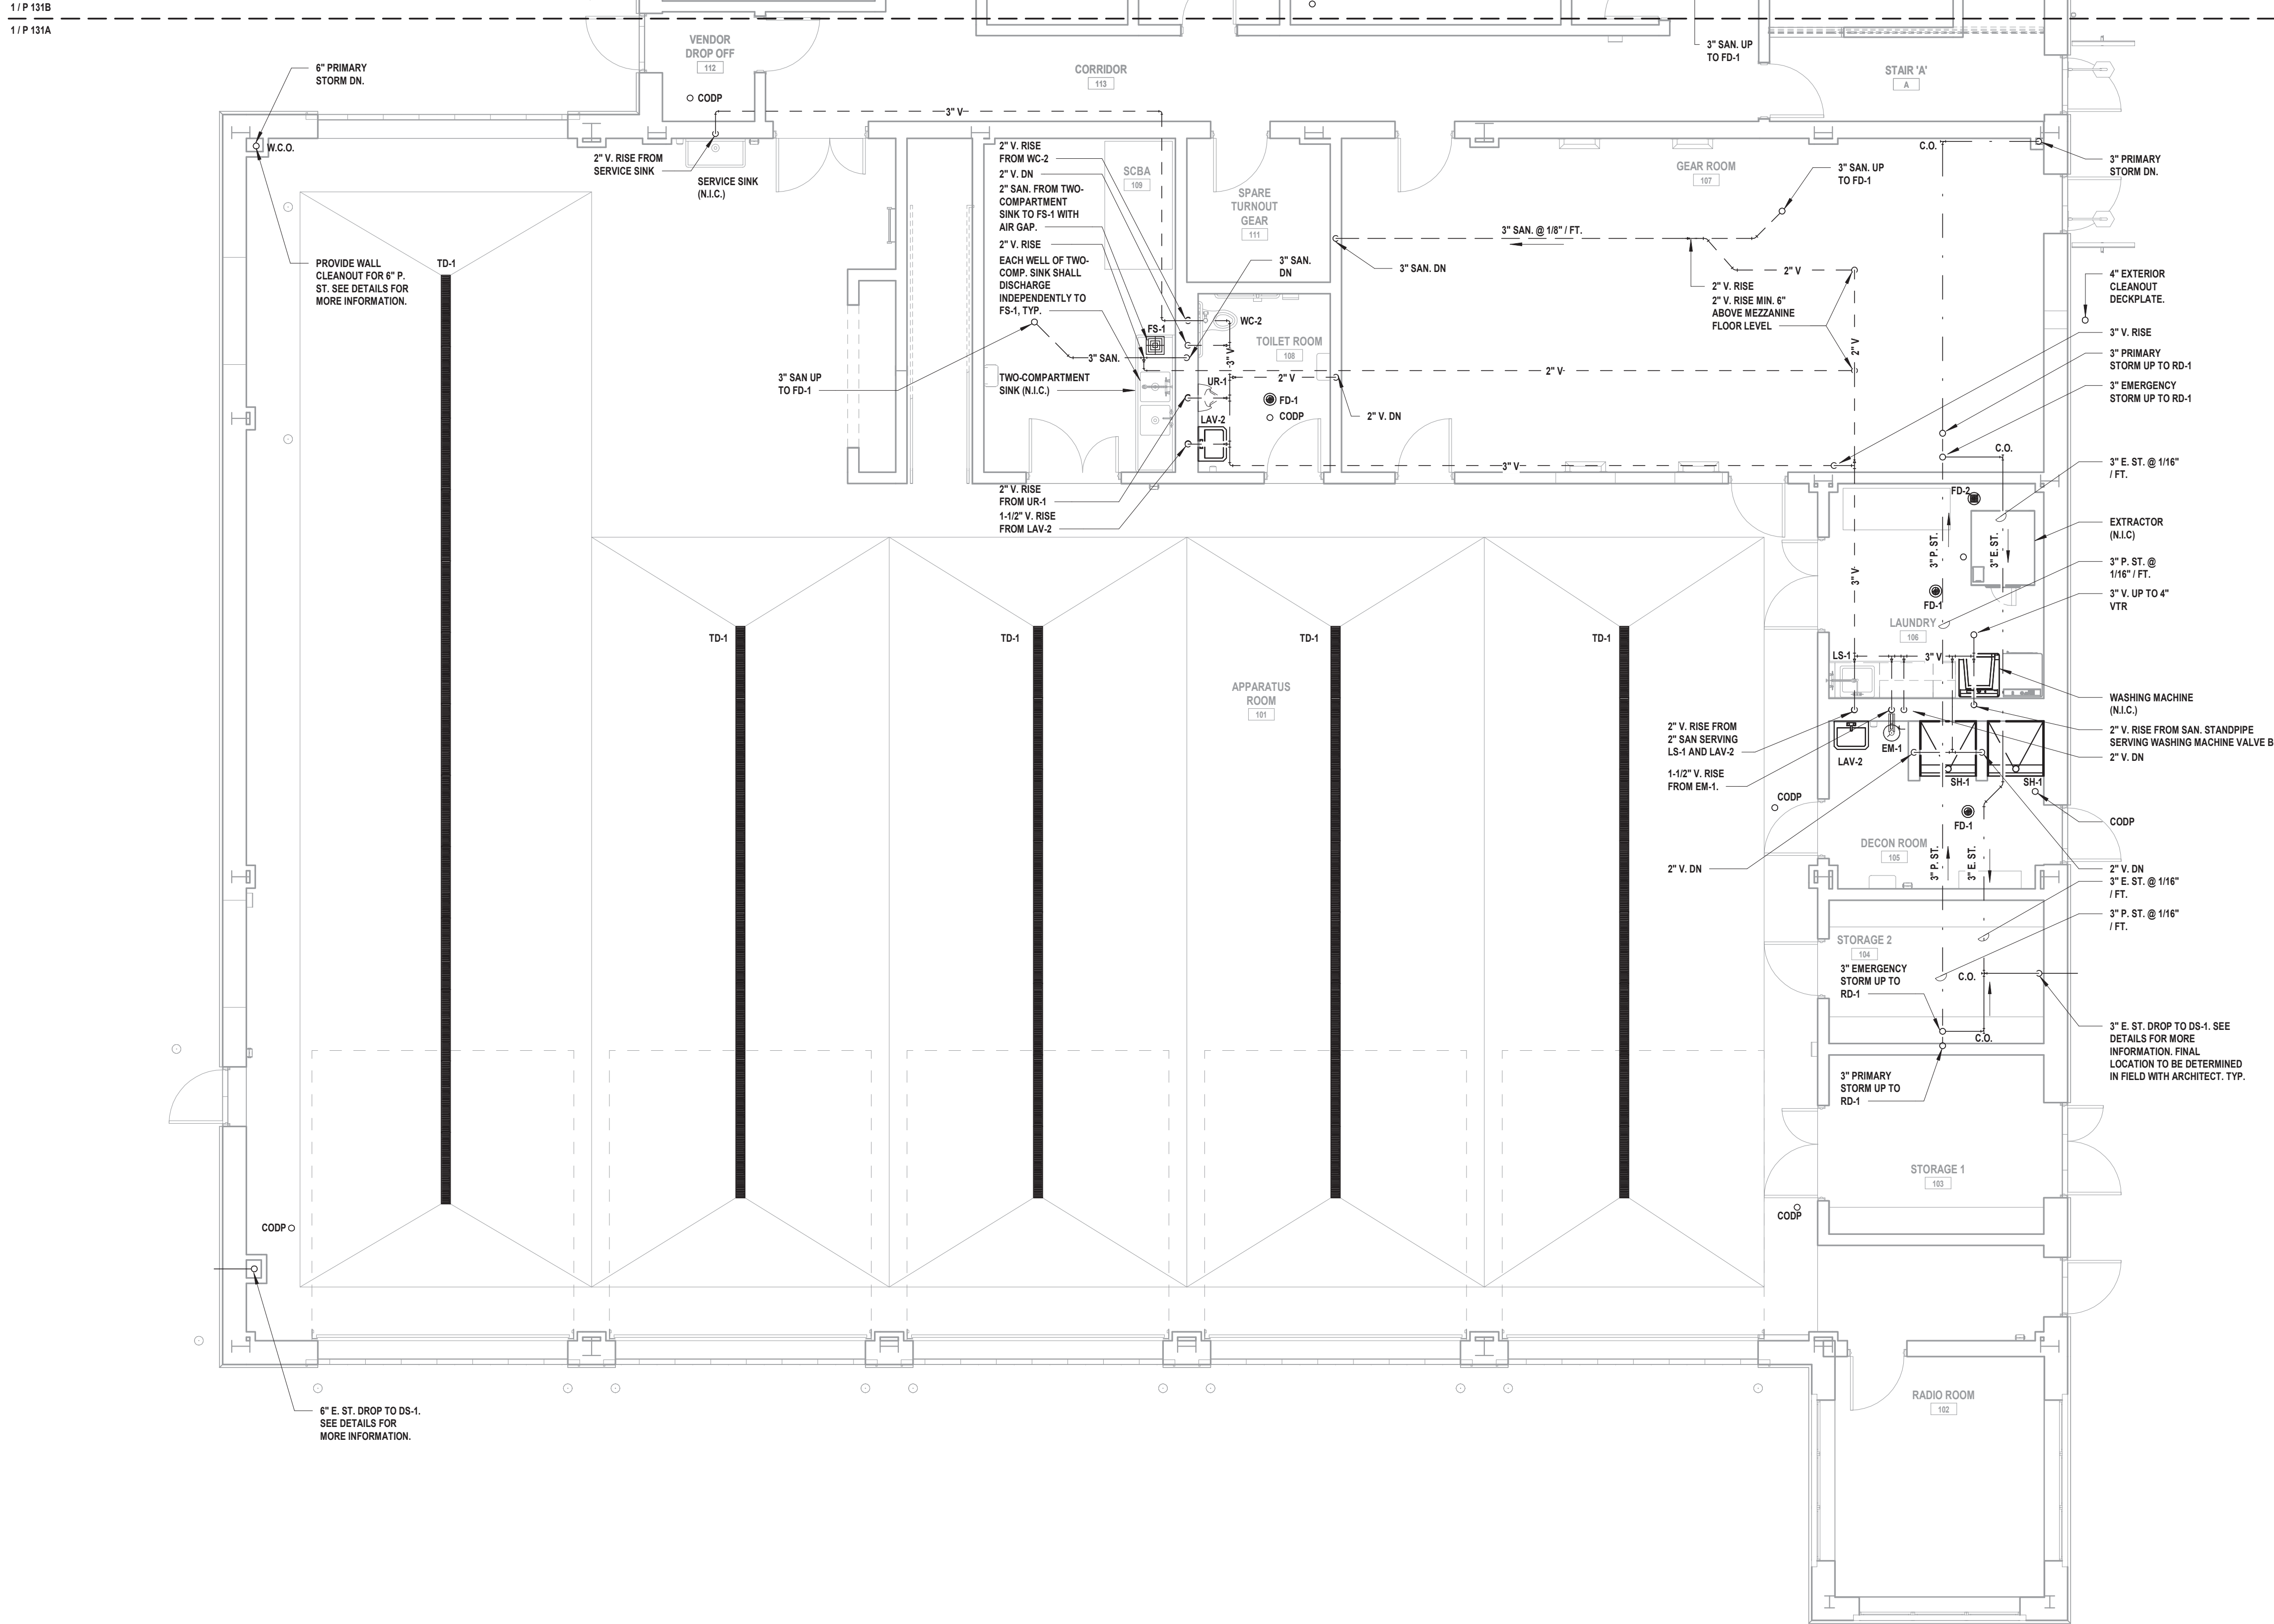 1 / P 131B
1 / P 131A
VENDOR
DROP OFF
112
CODP
CORRIDOR
113
3" SAN. UP
TO FD-1
STAIR 'A'
A
6" PRIMARY
STORM DN.
W.C.O.
PROVIDE WALL
CLEANOUT FOR 6" P.
ST. SEE DETAILS FOR
MORE INFORMATION.
TD-1
2" V. RISE FROM
SERVICE SINK
SERVICE SINK
(N.I.C.)
3" V
2" V. RISE
FROM WC-2
2" V. DN
2" SAN. FROM TWO-
COMPARTMENT
SINK TO FS-1 WITH
AIR GAP.
2" V. RISE
EACH WELL OF TWO-
COMP. SINK SHALL
DISCHARGE
INDEPENDENTLY TO
FS-1, TYP.
3" SAN UP
TO FD-1
TWO-COMPARTMENT
SINK (N.I.C.)
3" SAN.
FS-1
SCBA
109
SPARE
TURNOUT
GEAR
111
3" SAN.
DN
WC-2
TOILET ROOM
108
3" V
UR-1
2" V
FD-1
CODP
LAV-2
2" V. RISE
FROM UR-1
1-1/2" V. RISE
FROM LAV-2
3" SAN. DN
2" V. DN
GEAR ROOM
107
3" SAN. UP
TO FD-1
3" SAN. @ 1/8" / FT.
2" V
2" V. RISE
2" V. RISE MIN. 6"
ABOVE MEZZANINE
FLOOR LEVEL
2" V
2" V
3" V
C.O.
3" PRIMARY
STORM DN.
4" EXTERIOR
CLEANOUT
DECKPLATE.
3" V. RISE
3" PRIMARY
STORM UP TO RD-1
3" EMERGENCY
STORM UP TO RD-1
C.O.
3" E. ST. @ 1/16"
/ FT.
FD-2
EXTRACTOR
(N.I.C)
3" P. ST.
3" E. ST.
3" P. ST. @
1/16" / FT.
3" V
FD-1
3" V. UP TO 4"
VTR
LAUNDRY
106
LS-1
3" V
WASHING MACHINE
(N.I.C.)
2" V. RISE FROM SAN. STANDPIPE
SERVING WASHING MACHINE VALVE B
2" V. DN
2" V. RISE FROM
2" SAN SERVING
LS-1 AND LAV-2
1-1/2" V. RISE
FROM EM-1.
LAV-2
EM-1
SH-1
SH-1
CODP
CODP
FD-1
DECON ROOM
105
2" V. DN
3" P. ST.
3" E. ST.
2" V. DN
3" E. ST. @ 1/16"
/ FT.
3" P. ST. @ 1/16"
/ FT.
STORAGE 2
104
3" EMERGENCY
STORM UP TO
RD-1
C.O.
C.O.
3" E. ST. DROP TO DS-1. SEE
DETAILS FOR MORE
INFORMATION. FINAL
LOCATION TO BE DETERMINED
IN FIELD WITH ARCHITECT. TYP.
3" PRIMARY
STORM UP TO
RD-1
STORAGE 1
103
CODP
TD-1
TD-1
TD-1
TD-1
APPARATUS
ROOM
101
CODP
6" E. ST. DROP TO DS-1.
SEE DETAILS FOR
MORE INFORMATION.
RADIO ROOM
102